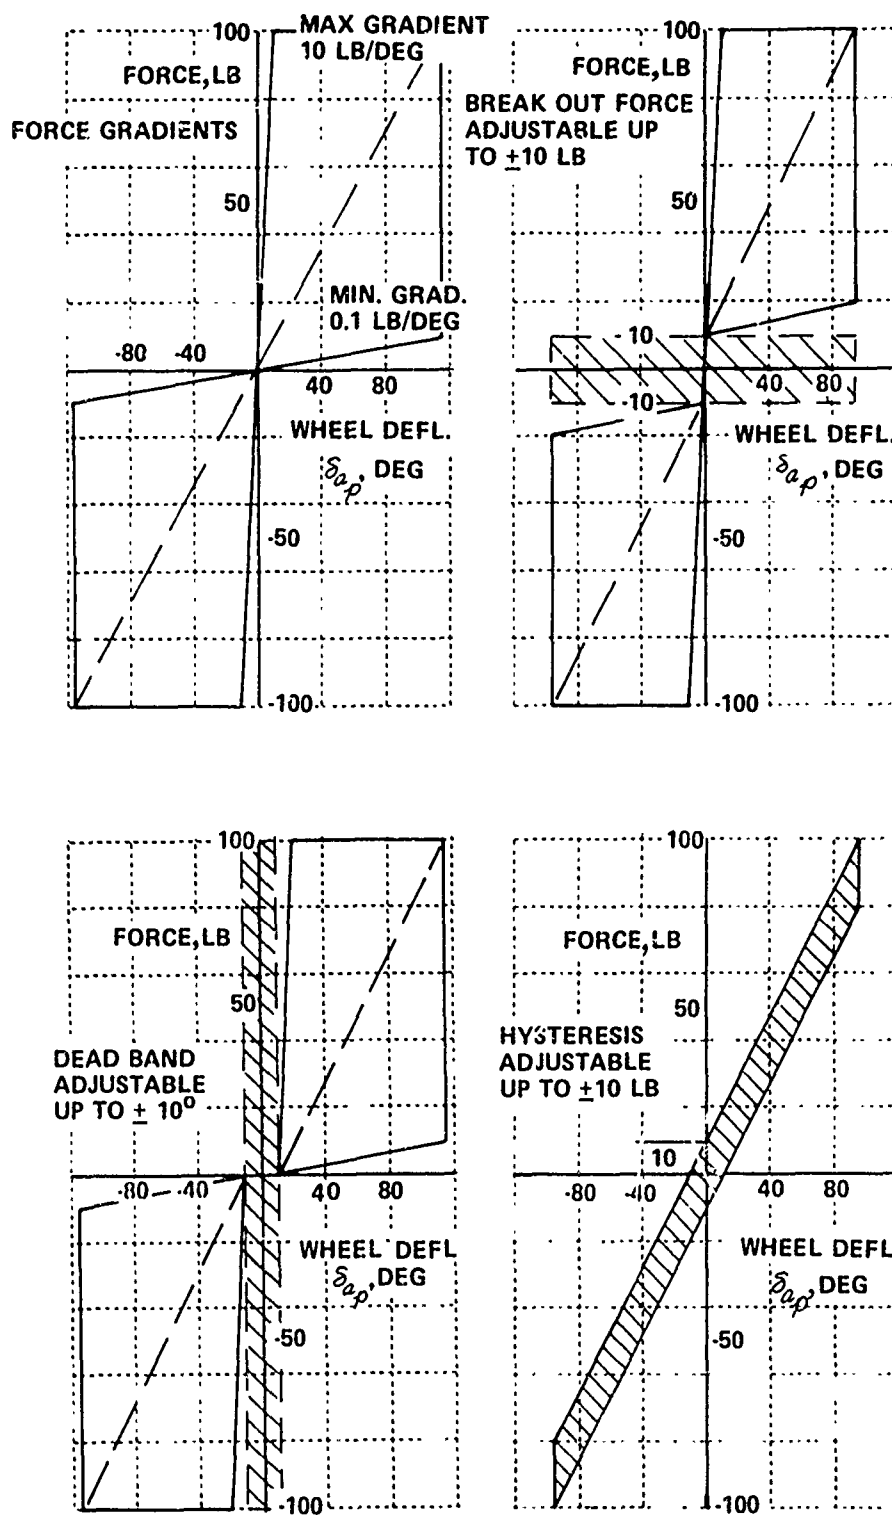 100
MAX GRADIENT
10 LB/DEG
FORCE, LB
FORCE GRADIENTS
50
MIN. GRAD.
0.1 LB/DEG
-80 -40
40 80
WHEEL DEFL.
δap, DEG
-50
-100
100
FORCE, LB
BREAK OUT FORCE
ADJUSTABLE UP
TO ±10 LB
50
10
40 80
-10
WHEEL DEFL.
δap, DEG
-50
-100
100
FORCE, LB
50
DEAD BAND
ADJUSTABLE
UP TO ± 10°
-80 -40
40 80
WHEEL DEFL
δap, DEG
-50
-100
100
FORCE, LB
50
HYSTERESIS
ADJUSTABLE
UP TO ±10 LB
10
-80 -40
40 80
WHEEL DEFL
δap, DEG
-50
-100